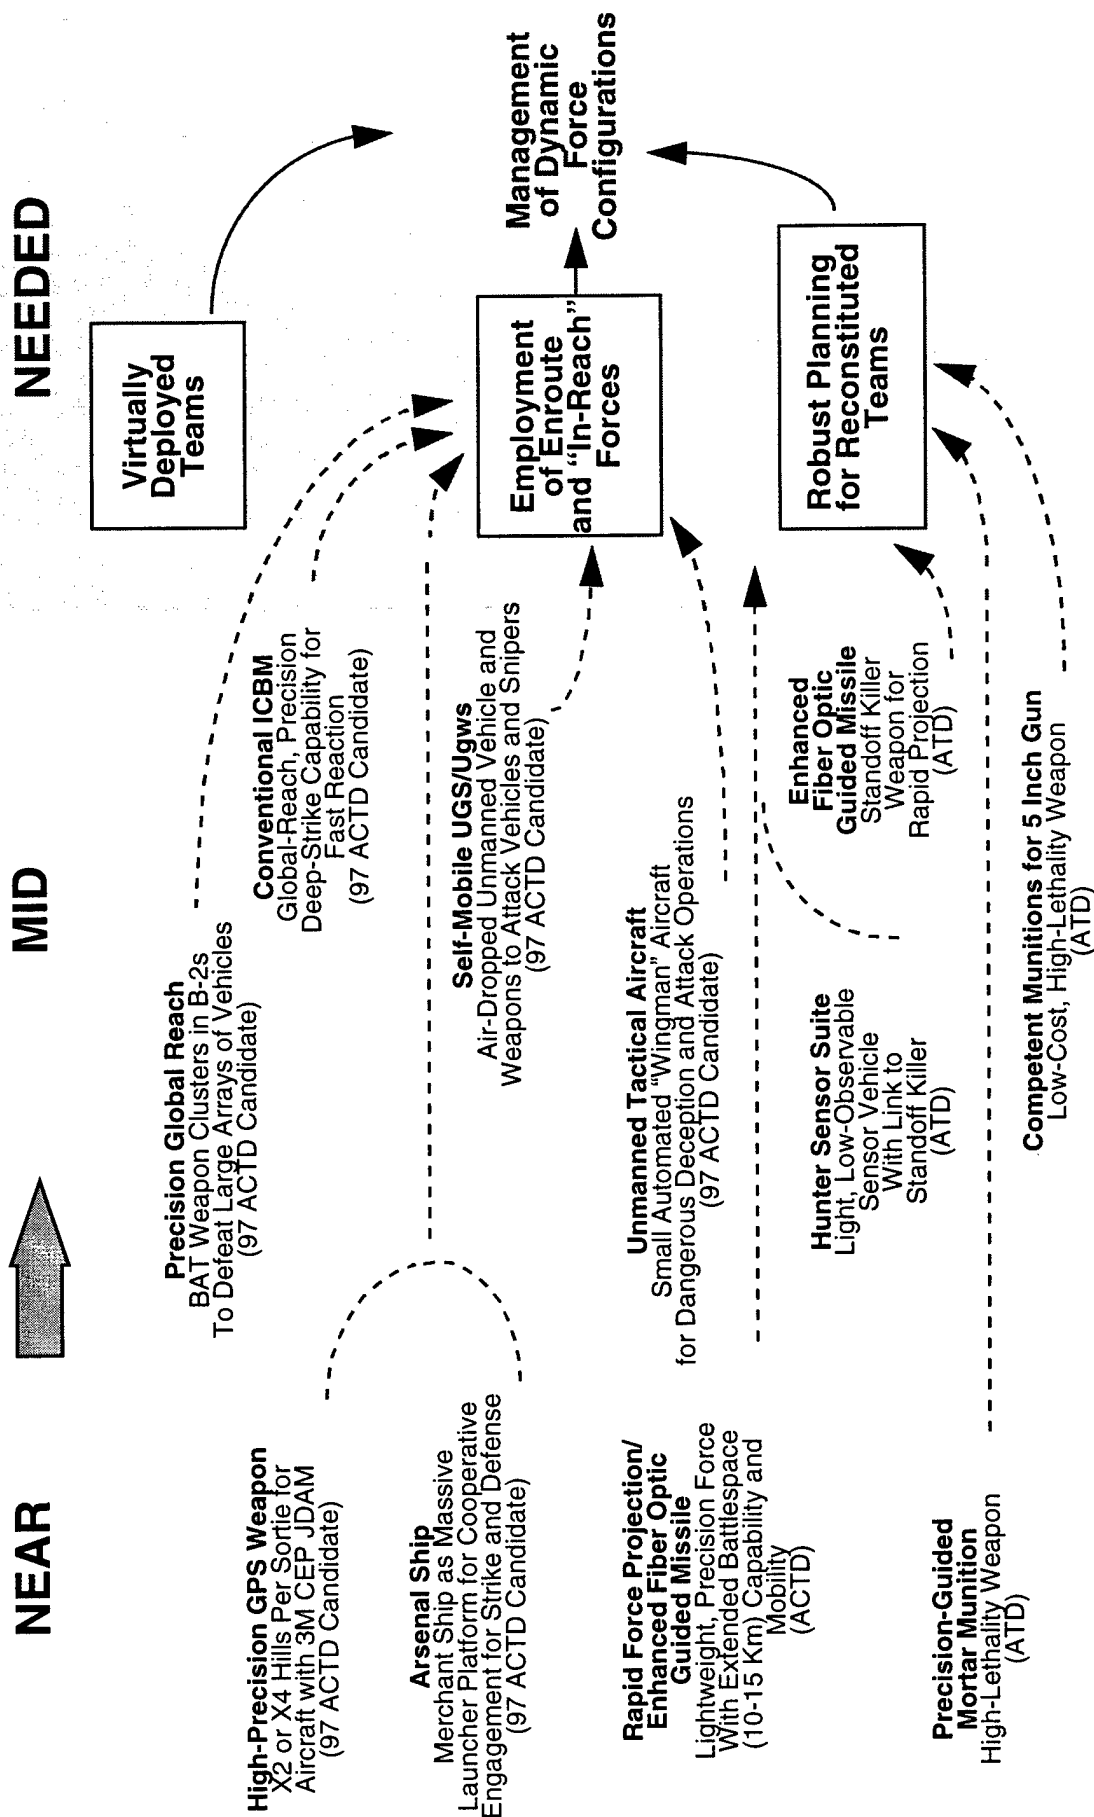 NEAR
MID
NEEDED
High-Precision GPS Weapon
X2 or X4 Hills Per Sortie for
Aircraft with 3M CEP JDAM
(97 ACTD Candidate)
Arsenal Ship
Merchant Ship as Massive
Launcher Platform for Cooperative
Engagement for Strike and Defense
(97 ACTD Candidate)
Rapid Force Projection/
Enhanced Fiber Optic
Guided Missile
Lightweight, Precision Force
With Extended Battlespace
(10-15 Km) Capability and
Mobility
(ACTD)
Precision-Guided
Mortar Munition
High-Lethality Weapon
(ATD)
Precision Global Reach
BAT Weapon Clusters in B-2s
To Defeat Large Arrays of Vehicles
(97 ACTD Candidate)
Conventional ICBM
Global-Reach, Precision
Deep-Strike Capability for
Fast Reaction
(97 ACTD Candidate)
Self-Mobile UGS/Ugws
Air-Dropped Unmanned Vehicle and
Weapons to Attack Vehicles and Snipers
(97 ACTD Candidate)
Unmanned Tactical Aircraft
Small Automated "Wingman" Aircraft
for Dangerous Deception and Attack Operations
(97 ACTD Candidate)
Hunter Sensor Suite
Light, Low-Observable
Sensor Vehicle
With Link to
Standoff Killer
(ATD)
Enhanced
Fiber Optic
Guided Missile
Standoff Killer
Weapon for
Rapid Projection
(ATD)
Competent Munitions for 5 Inch Gun
Low-Cost, High-Lethality Weapon
(ATD)
Virtually
Deployed
Teams
Employment
of Enroute
and "In-Reach"
Forces
Robust Planning
for Reconstituted
Teams
Management
of Dynamic
Force
Configurations